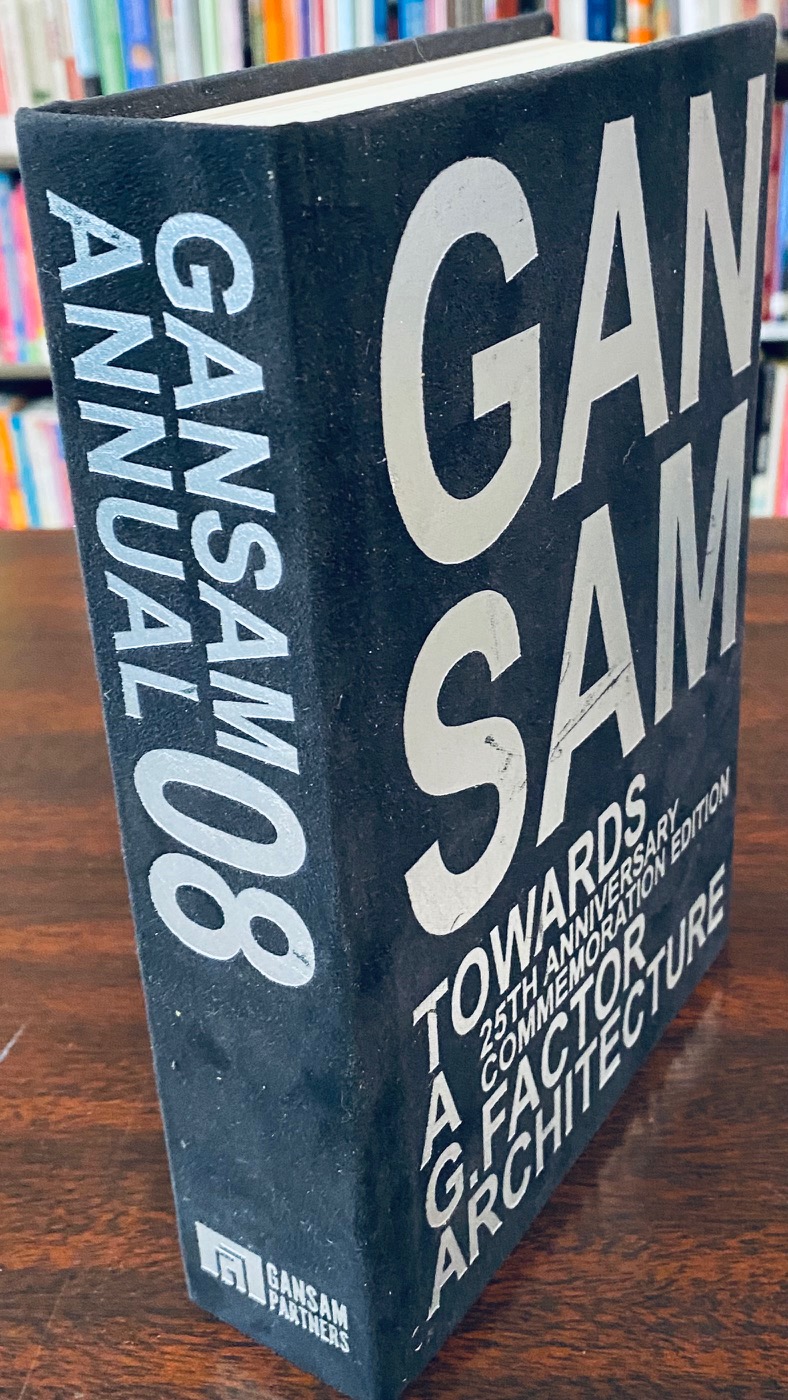 GANSAM
ANNUAL 08
GANSAM
PARTNERS
GAN
SAM
TOWARDS
25TH ANNIVERSARY
COMMEMORATION EDITION
A
G.FACTOR
ARCHITECTURE